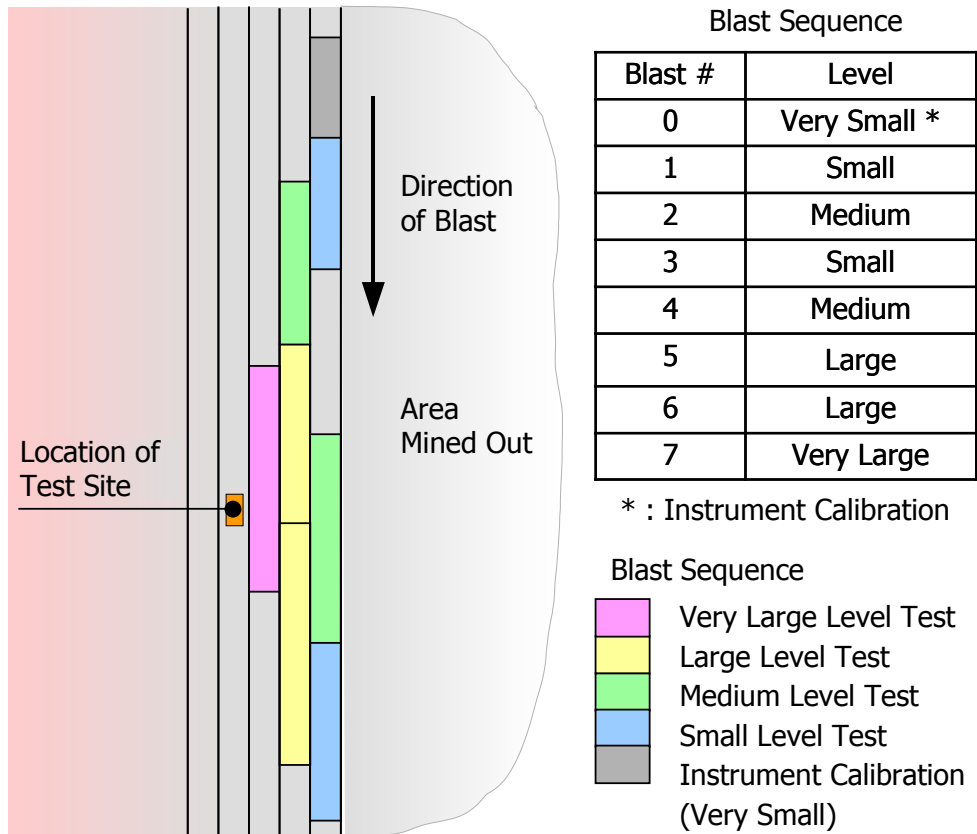 Direction
of Blast
Area
Mined Out
Location of
Test Site
Blast Sequence
Blast # Level
0 Very Small *
1 Small
2 Medium
3 Small
4 Medium
5 Large
6 Large
7 Very Large
* : Instrument Calibration
Blast Sequence
Very Large Level Test
Large Level Test
Medium Level Test
Small Level Test
Instrument Calibration
(Very Small)